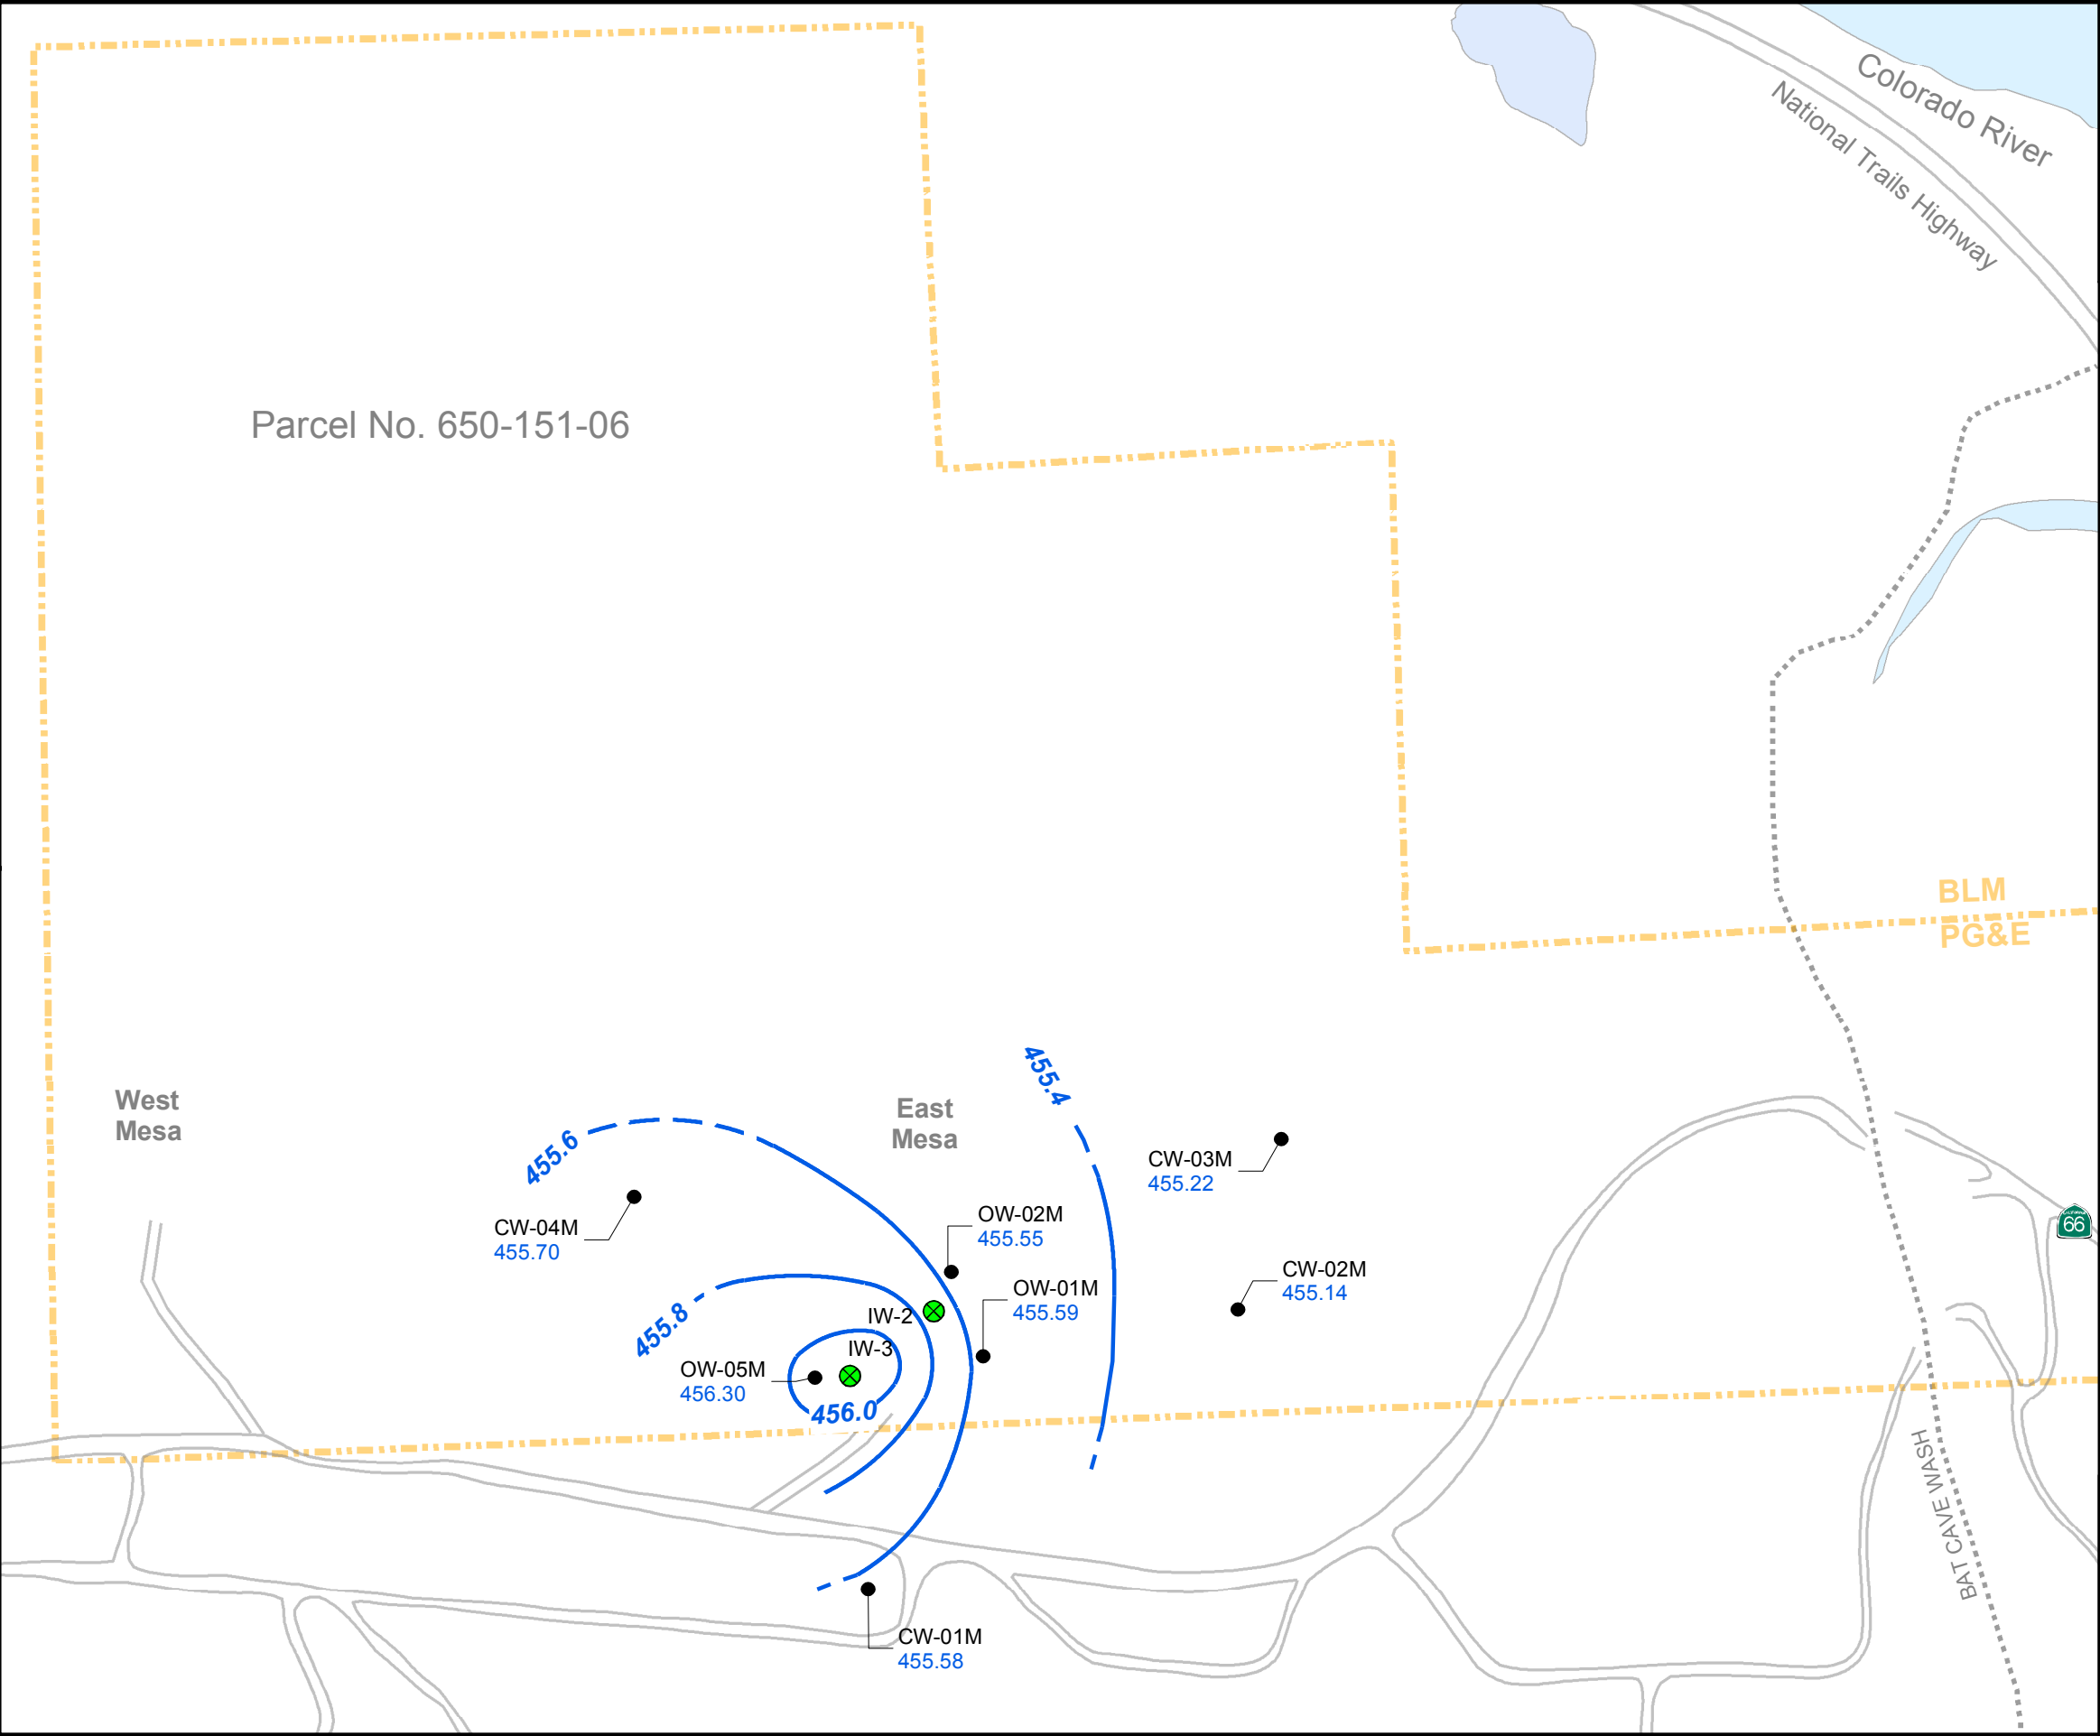 Colorado River
National Trails Highway
Parcel No. 650-151-06
BLM
PG&E
West
Mesa
East
Mesa
455.4
455.6
CW-03M
455.22
CW-04M
455.70
OW-02M
455.55
CW-02M
455.14
OW-01M
455.59
455.8
IW-2
IW-3
OW-05M
456.30
456.0
66
BAT CAVE WASH
CW-01M
455.58